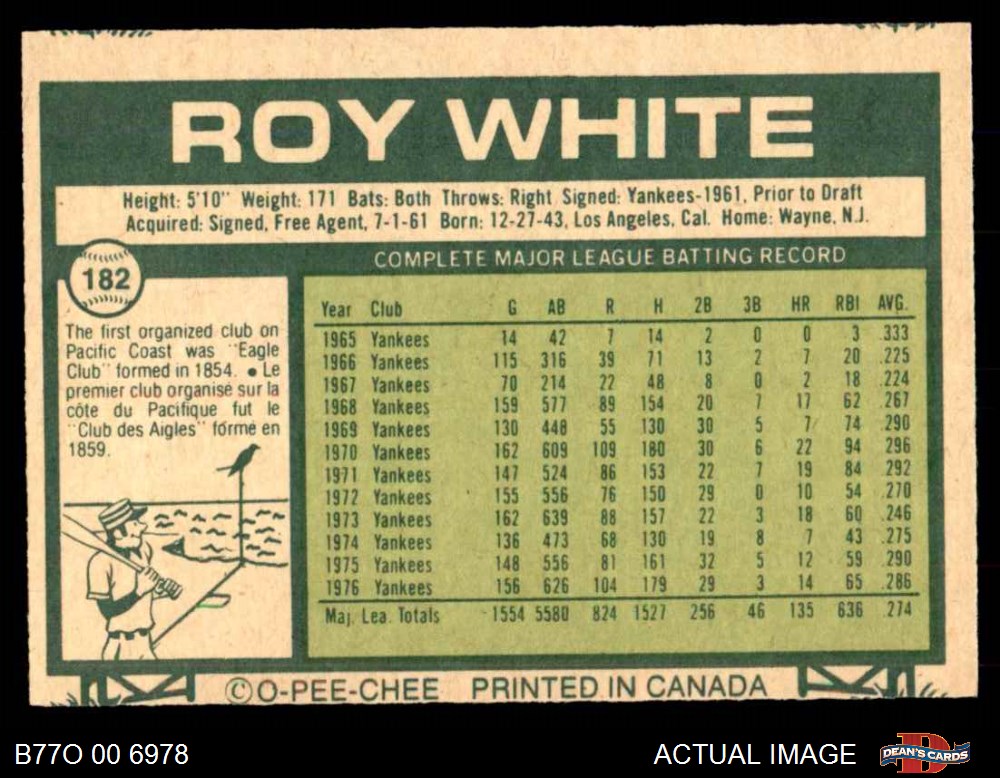 ROY WHITE
Height: 5'10" Weight: 171 Bats: Both Throws: Right Signed: Yankees-1961, Prior to Draft
Acquired: Signed, Free Agent, 7-1-61 Born: 12-27-43, Los Angeles, Cal. Home: Wayne, N.J.
182
The first organized club on
Pacific Coast was "Eagle
Club" formed in 1854. • Le
premier club organisé sur la
côte du Pacifique fut le
"Club des Aigles" formé en
1859.
COMPLETE MAJOR LEAGUE BATTING RECORD
Year Club G AB R H 2B 3B HR RBI AVG.
1965 Yankees 14 42 7 14 2 0 0 3 .333
1966 Yankees 115 316 39 71 13 2 7 20 .225
1967 Yankees 70 214 22 48 8 0 2 18 .224
1968 Yankees 159 577 89 154 20 7 17 62 .267
1969 Yankees 130 448 55 130 30 5 7 74 .290
1970 Yankees 162 609 109 180 30 6 22 94 .296
1971 Yankees 147 524 86 153 22 7 19 84 .292
1972 Yankees 155 556 76 150 29 0 10 54 .270
1973 Yankees 162 639 88 157 22 3 18 60 .246
1974 Yankees 136 473 68 130 19 8 7 43 .275
1975 Yankees 148 556 81 161 32 5 12 59 .290
1976 Yankees 156 626 104 179 29 3 14 65 .286
Maj. Lea. Totals 1554 5580 824 1527 256 46 135 636 .274
© O-PEE-CHEE PRINTED IN CANADA
B77O 00 6978
ACTUAL IMAGE
DEAN'S CARDS